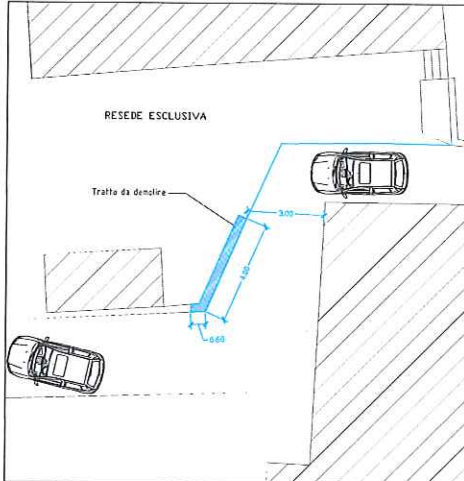 RESEDE ESCLUSIVA
Tratto da demolire
3.00
4.00
0.60